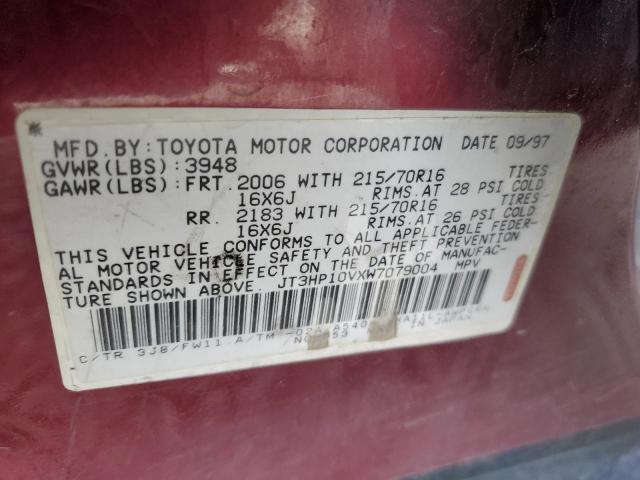 MFD.BY:TOYOTA MOTOR CORPORATION DATE 09/97
GVWR(LBS):3948
GAWR(LBS):FRT.2006 WITH 215/70R16 TIRES.
16X6J RIMS.AT 28 PSI COLD
RR. 2183 WITH 215/70R16 TIRES.
16X6J RIMS.AT 26 PSI COLD
THIS VEHICLE CONFORMS TO ALL APPLICABLE FEDER-
AL MOTOR VEHICLE SAFETY AND THEFT PREVENTION
STANDARDS IN EFFECT ON THE DATE OF MANUFAC-
TURE SHOWN ABOVE. JT3HP10VXW7079004 MPV
C/TR 3J8/FW11 A/TM
IN JAPAN